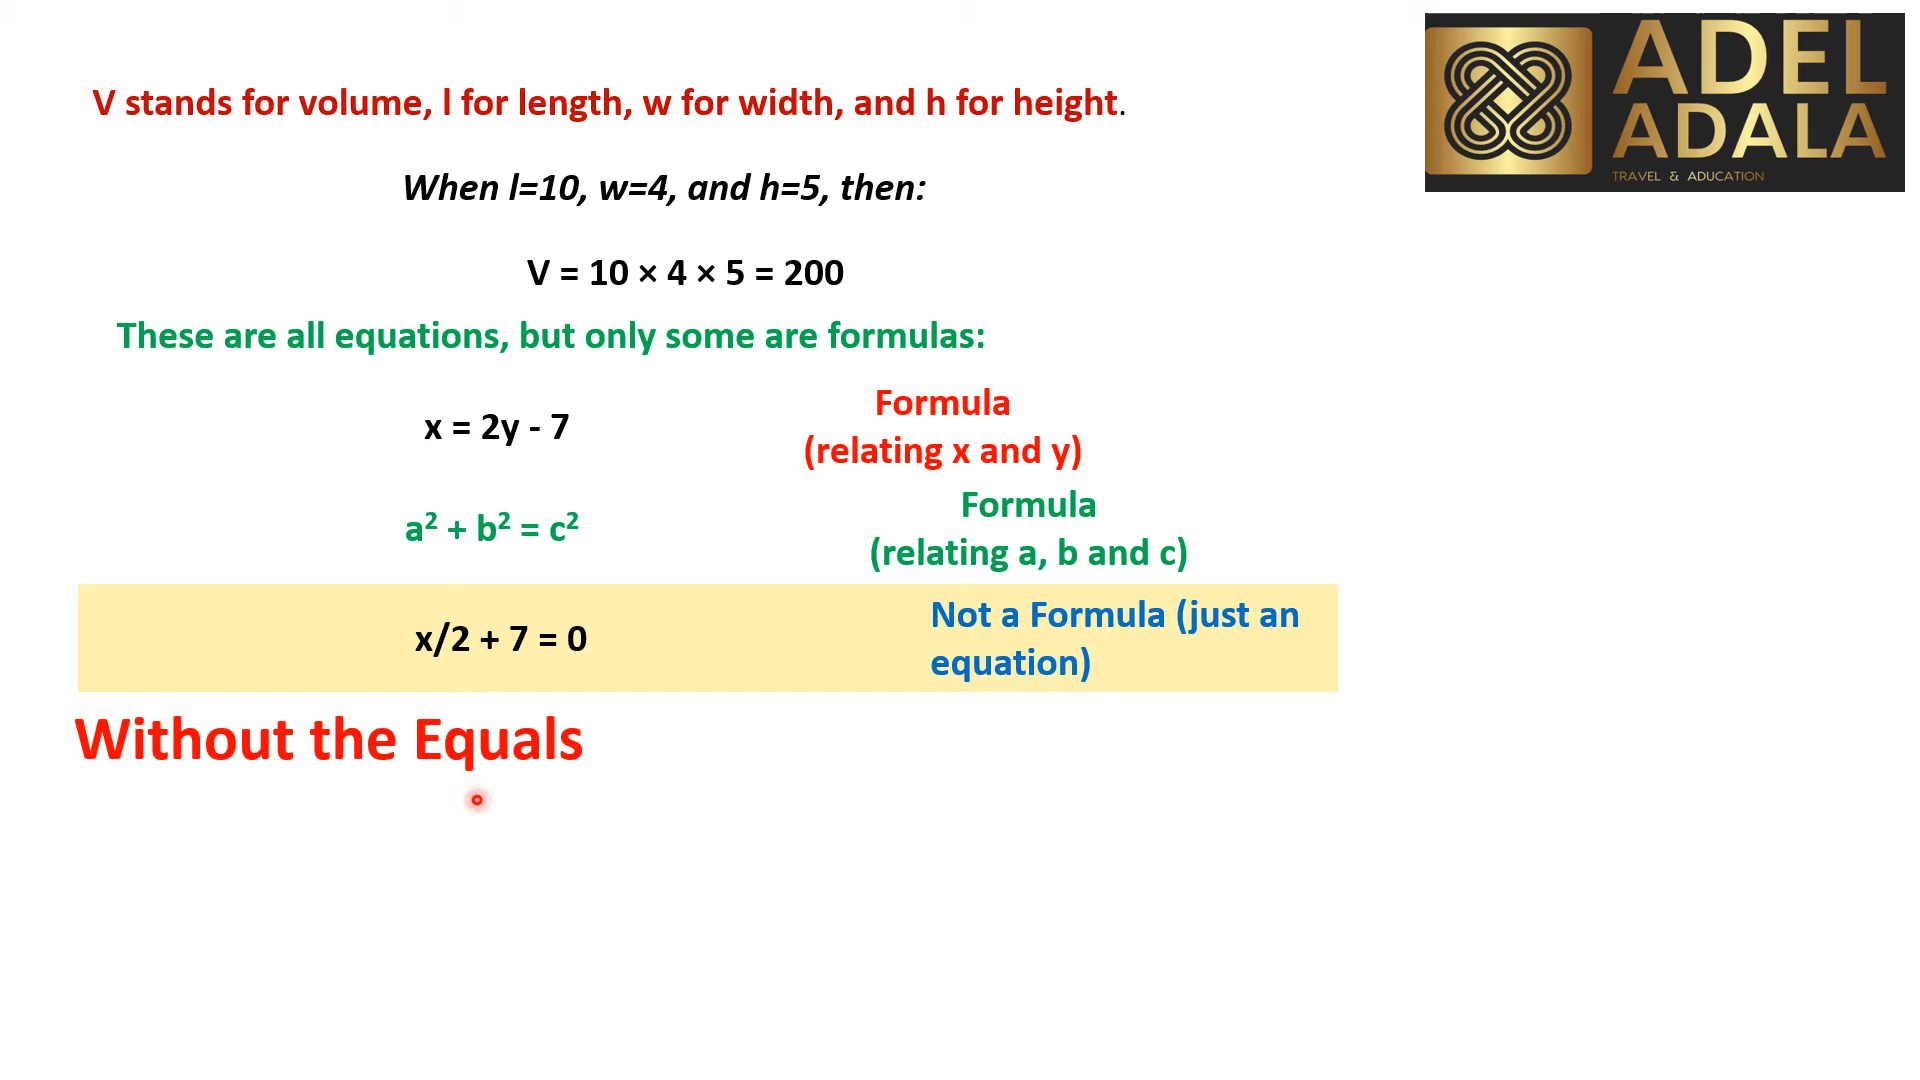 ADEL
ADALA
TRAVEL & ADUCATION
V stands for volume, l for length, w for width, and h for height.
When l=10, w=4, and h=5, then:
V = 10 × 4 × 5 = 200
These are all equations, but only some are formulas:
x = 2y - 7
Formula
(relating x and y)
a² + b² = c²
Formula
(relating a, b and c)
x/2 + 7 = 0
Not a Formula (just an
equation)
Without the Equals